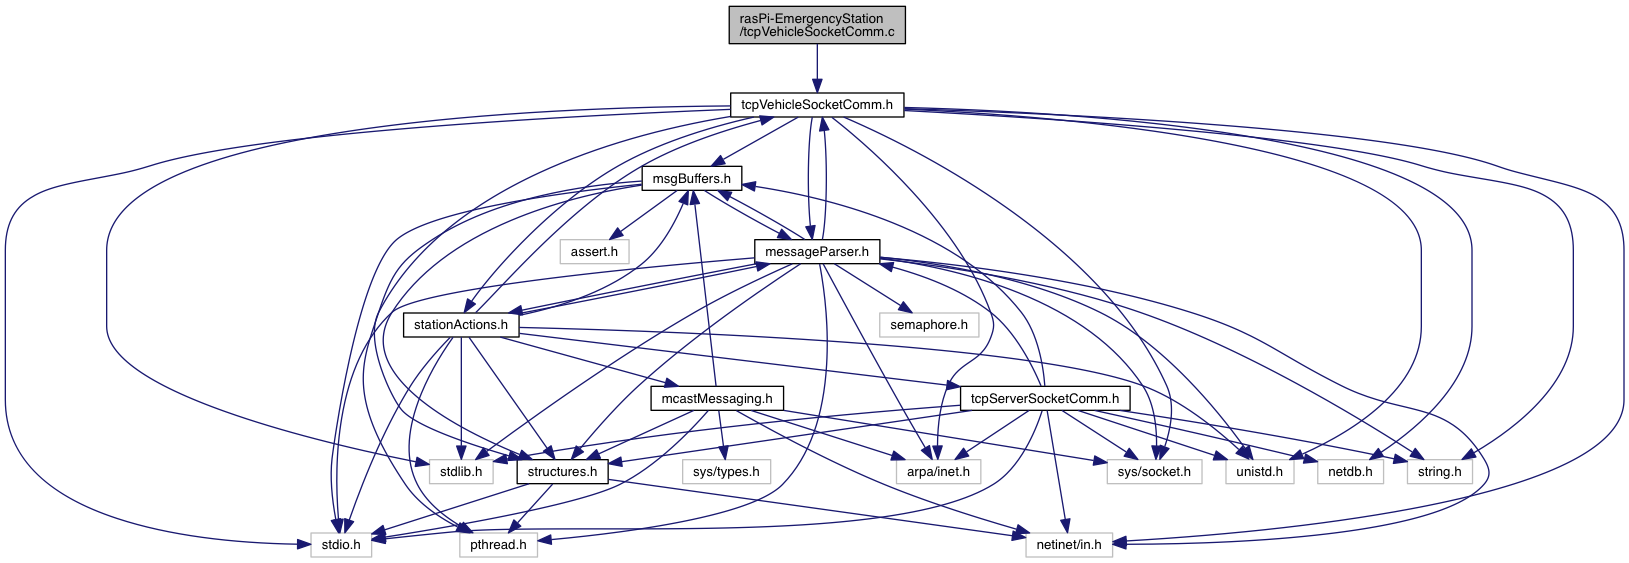 rasPi-EmergencyStation
/tcpVehicleSocketComm.c
tcpVehicleSocketComm.h
msgBuffers.h
assert.h
messageParser.h
stationActions.h
semaphore.h
mcastMessaging.h
tcpServerSocketComm.h
stdlib.h
structures.h
sys/types.h
arpa/inet.h
sys/socket.h
unistd.h
netdb.h
string.h
stdio.h
pthread.h
netinet/in.h